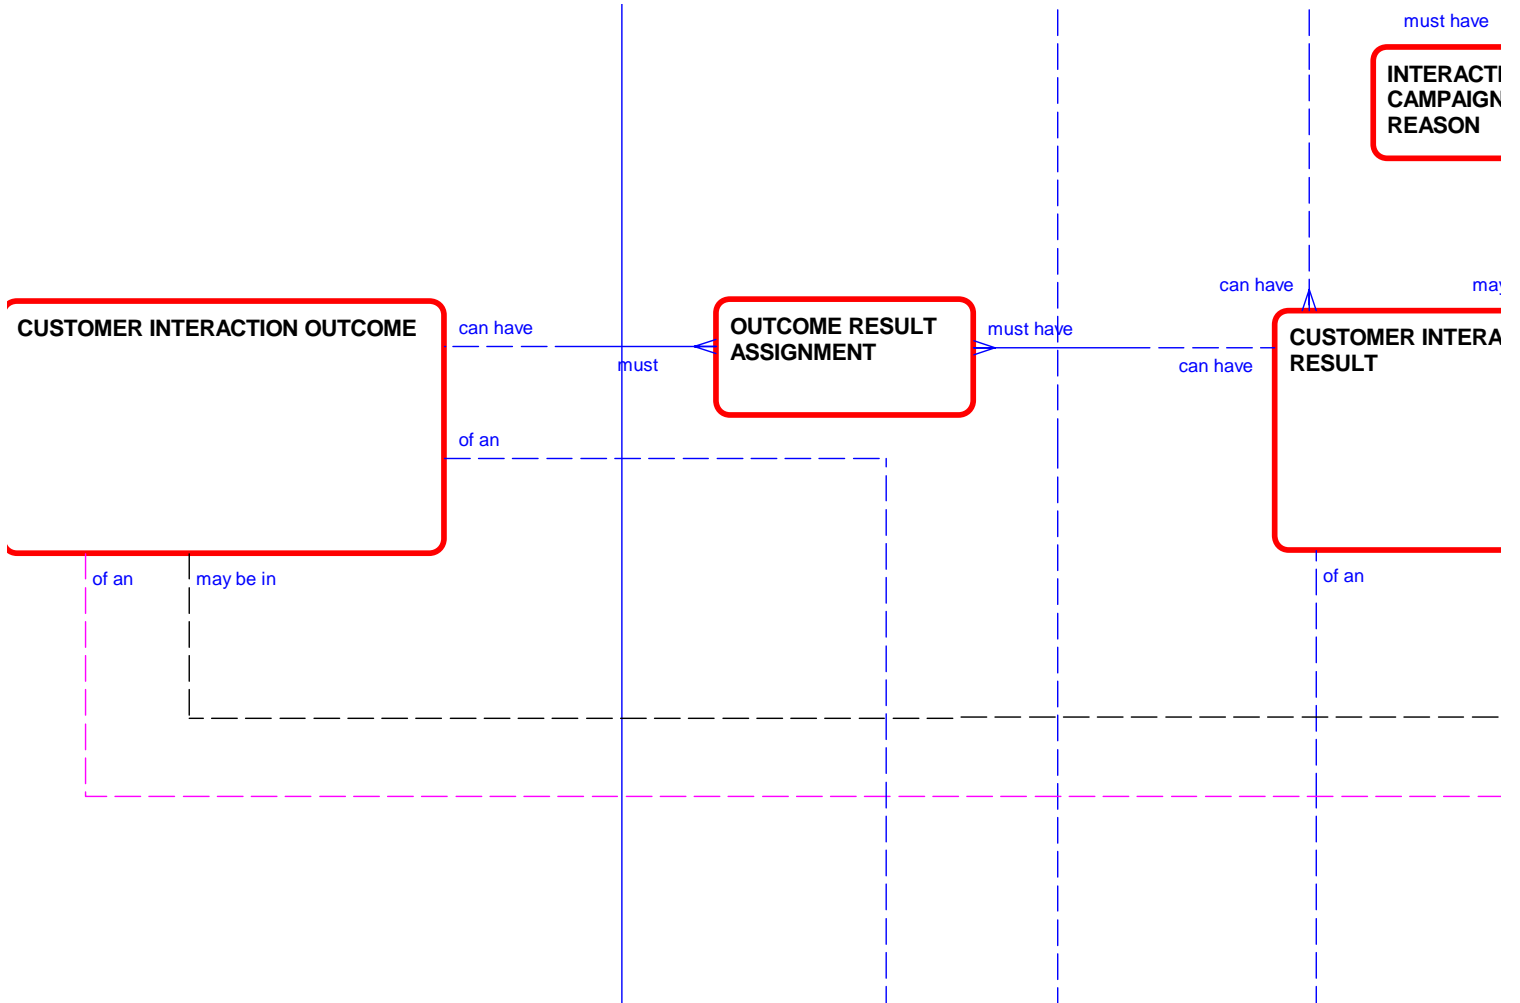 must have
INTERACTI
CAMPAIGN
REASON
can have
may
CUSTOMER INTERACTION OUTCOME
can have
must
OUTCOME RESULT
ASSIGNMENT
must have
can have
CUSTOMER INTERA
RESULT
of an
of an
may be in
of an